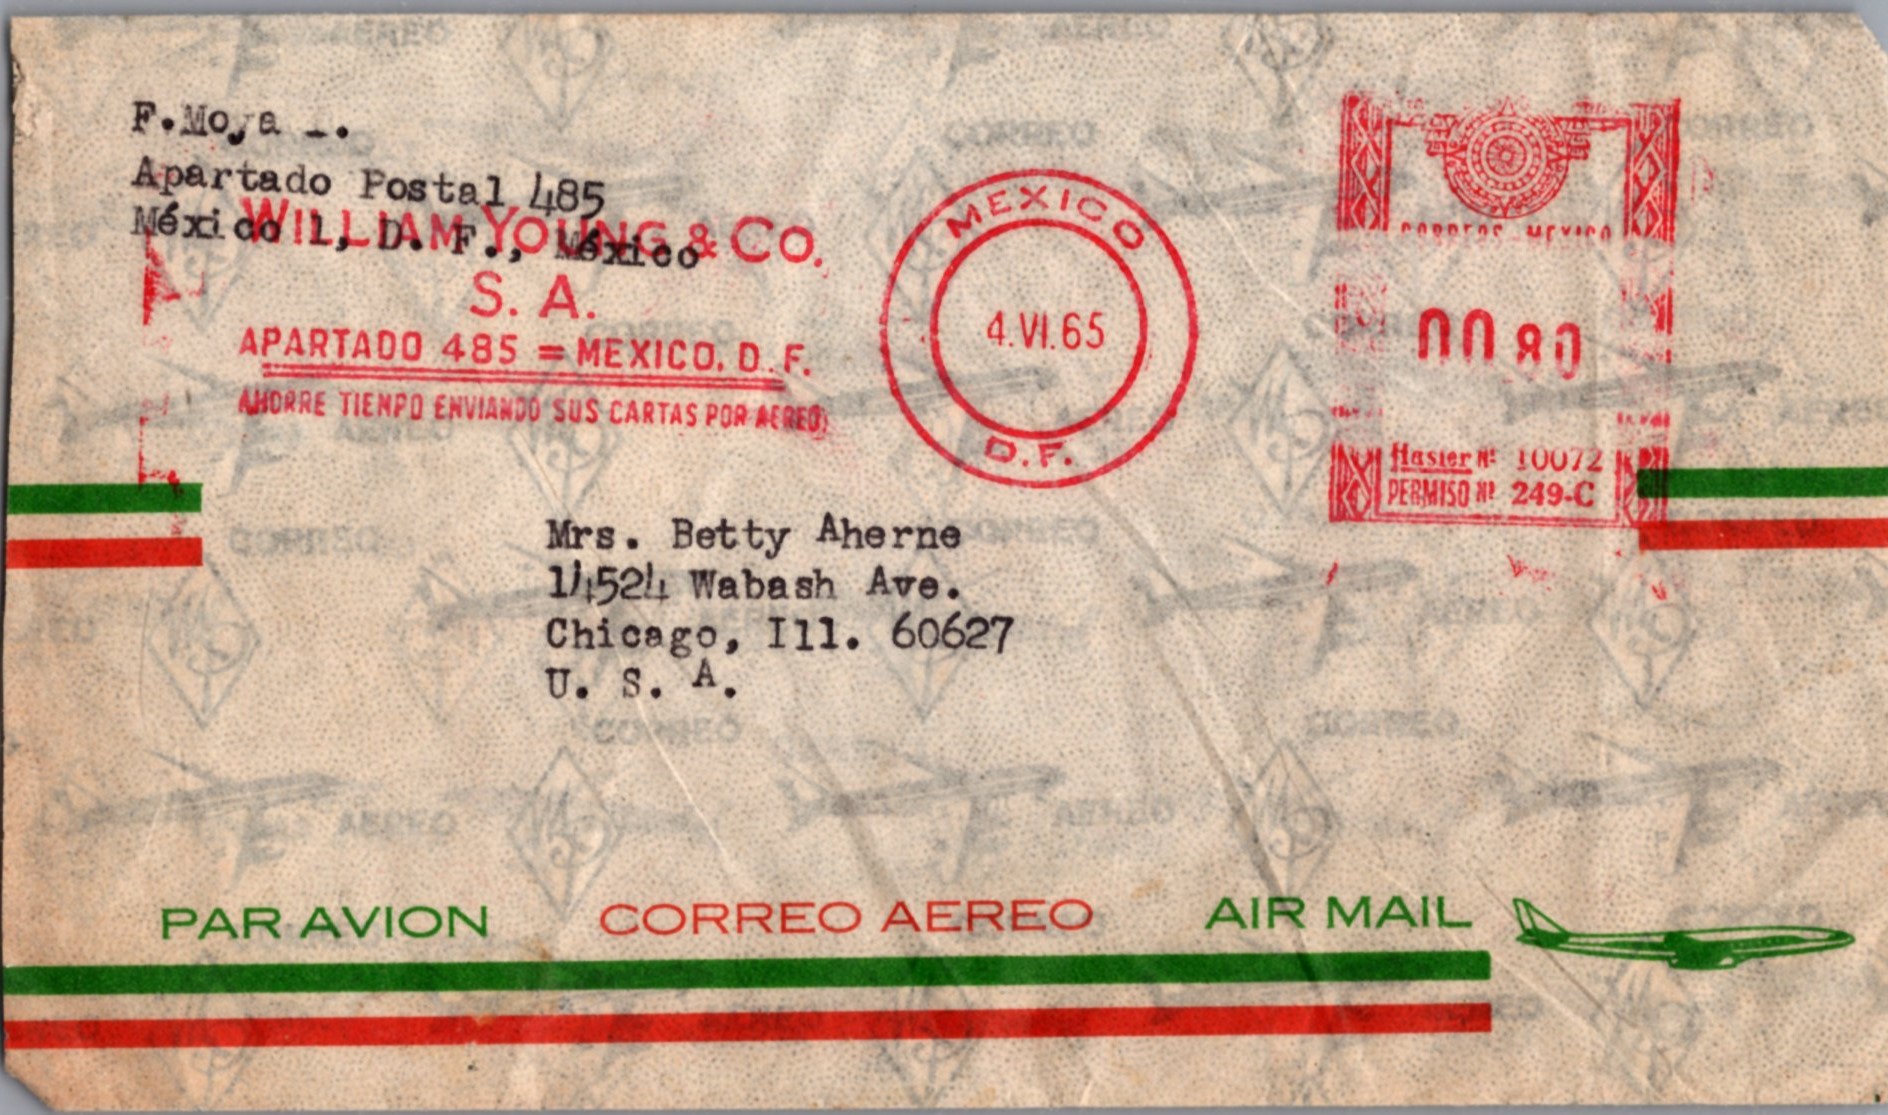 F. Moya
Apartado Postal 485
México 1, D. F., México
WILLIAM YOUNG & CO.
S. A.
APARTADO 485 = MEXICO, D. F.
AHORRE TIEMPO ENVIANDO SUS CARTAS POR AEREO
MEXICO
4.VI.65
D.F.
CORREOS-MEXICO
00 80
Hasler Nº 10072
PERMISO Nº 249-C
Mrs. Betty Aherne
14524 Wabash Ave.
Chicago, Ill. 60627
U. S. A.
PAR AVION CORREO AEREO AIR MAIL